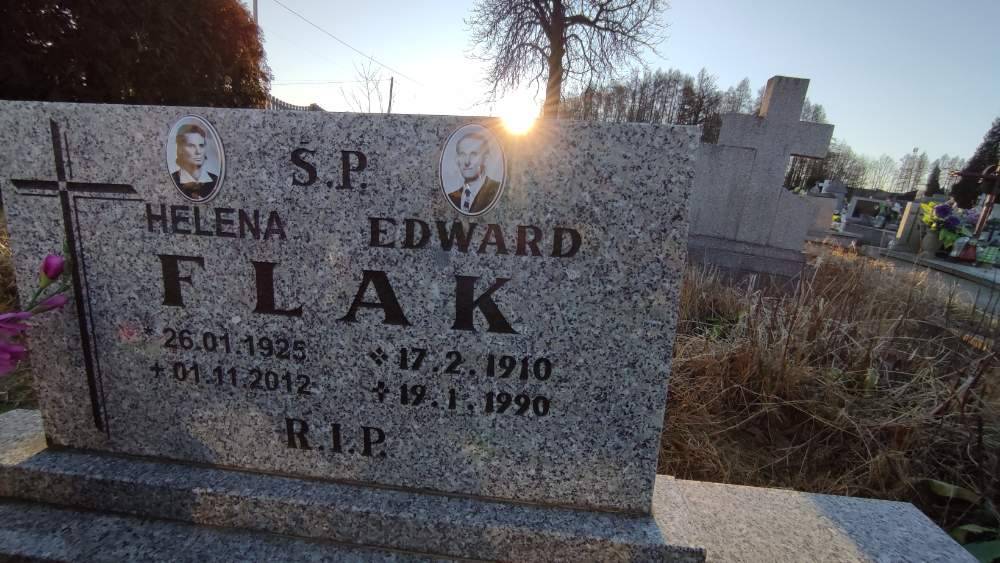 S.P.
HELENA EDWARD
FLAK
* 26.01.1925 * 17.2.1910
+ 01.11.2012 + 19.1.1990
R.I.P.